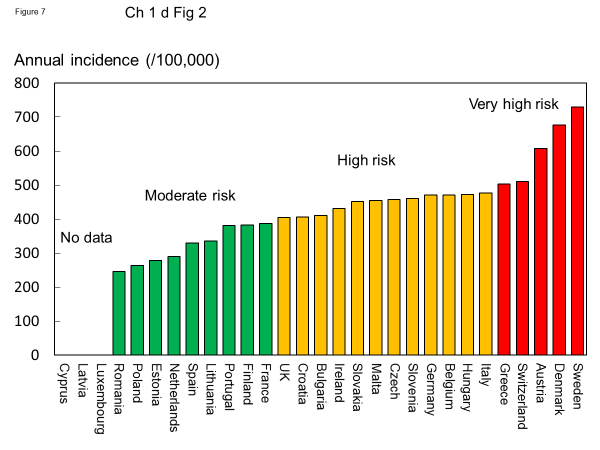 Figure 7
Ch 1 d Fig 2
Annual incidence (/100,000)
800
700
600
500
400
300
200
100
0
Very high risk
High risk
Moderate risk
No data
Cyprus
Latvia
Luxembourg
Romania
Poland
Estonia
Netherlands
Spain
Lithuania
Portugal
Finland
France
UK
Croatia
Bulgaria
Ireland
Slovakia
Malta
Czech
Slovenia
Germany
Belgium
Hungary
Italy
Greece
Switzerland
Austria
Denmark
Sweden